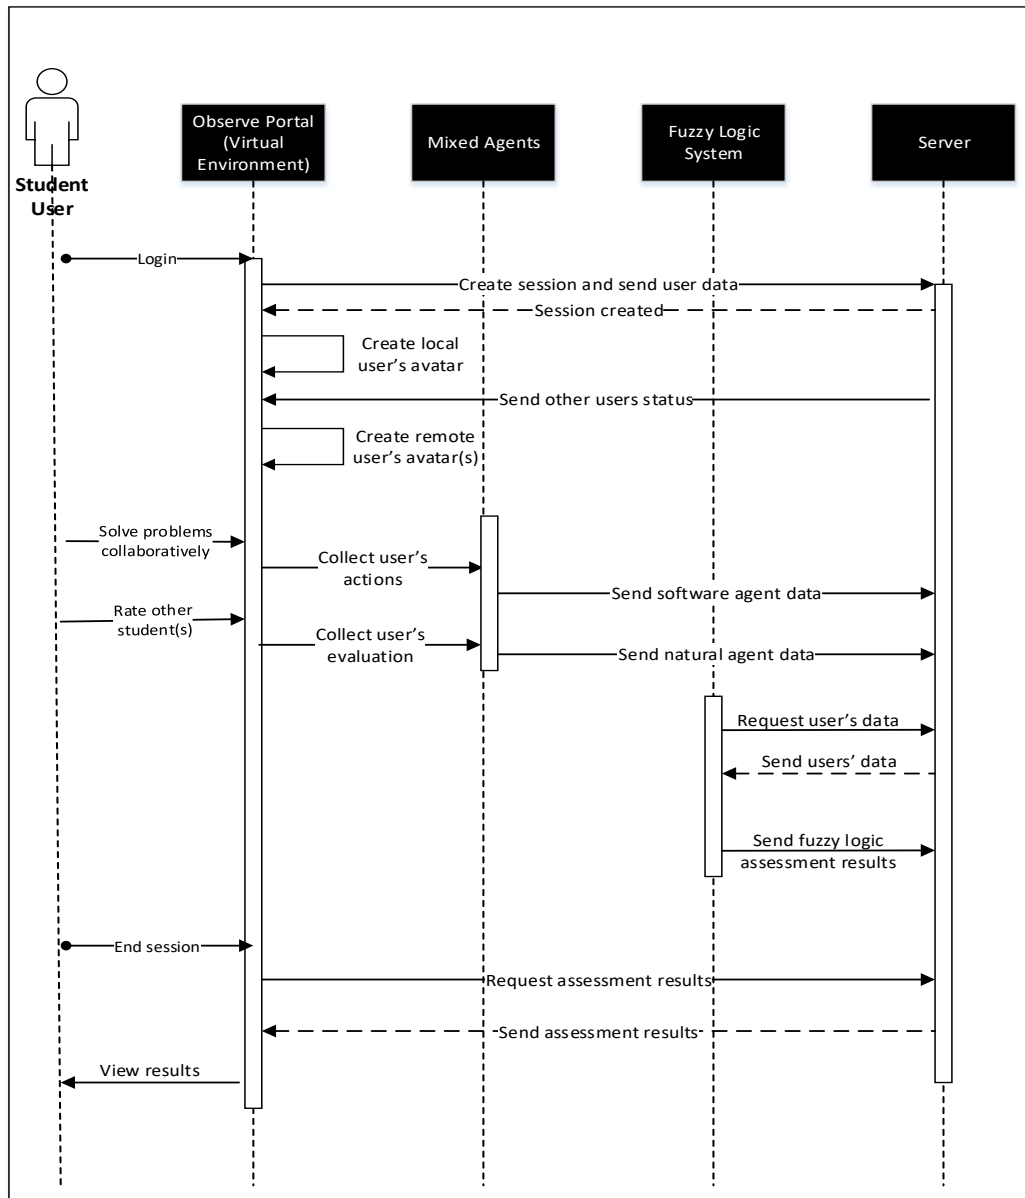 Student
User
Observe Portal
(Virtual
Environment)
Mixed Agents
Fuzzy Logic
System
Server
Login
Create session and send user data
Session created
Create local
user's avatar
Send other users status
Create remote
user's avatar(s)
Solve problems
collaboratively
Collect user's
actions
Send software agent data
Rate other
student(s)
Collect user's
evaluation
Send natural agent data
Request user's data
Send users' data
Send fuzzy logic
assessment results
End session
Request assessment results
Send assessment results
View results